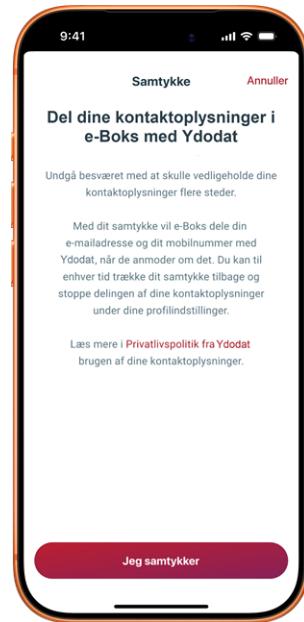 9:41
Samtykke
Annuller
Del dine kontaktoplysninger i
e-Boks med Ydodat
Undgå besværet med at skulle vedligeholde dine
kontaktoplysninger flere steder.
Med dit samtykke vil e-Boks dele din
e-mailadresse og dit mobilnummer med
Ydodat, når de anmoder om det. Du kan til
enhver tid trække dit samtykke tilbage og
stoppe delingen af dine kontaktoplysninger
under dine profilindstillinger.
Læs mere i Privatlivspolitik fra Ydodat
brugen af dine kontaktoplysninger.
Jeg samtykker